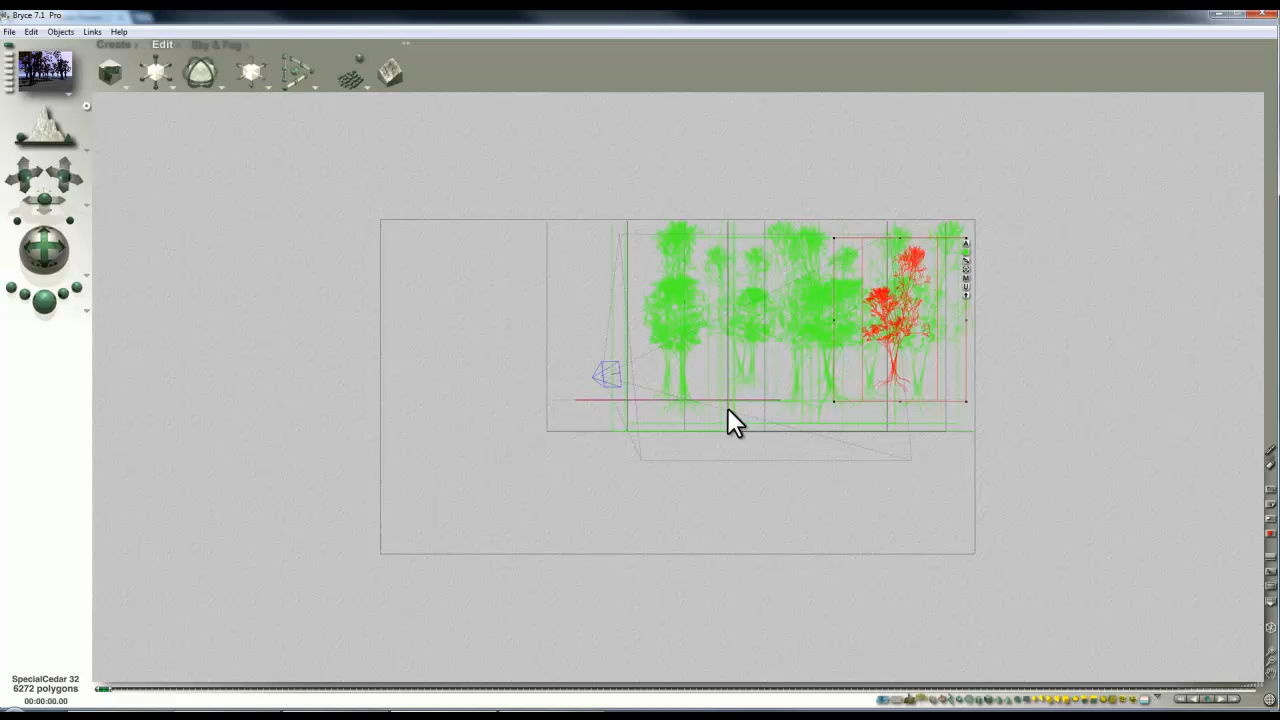 Bryce 7.1 Pro
File Edit Objects Links Help
Create Edit Sky & Fog
A
M
SpecialCedar 32
6272 polygons
00:00:00.00